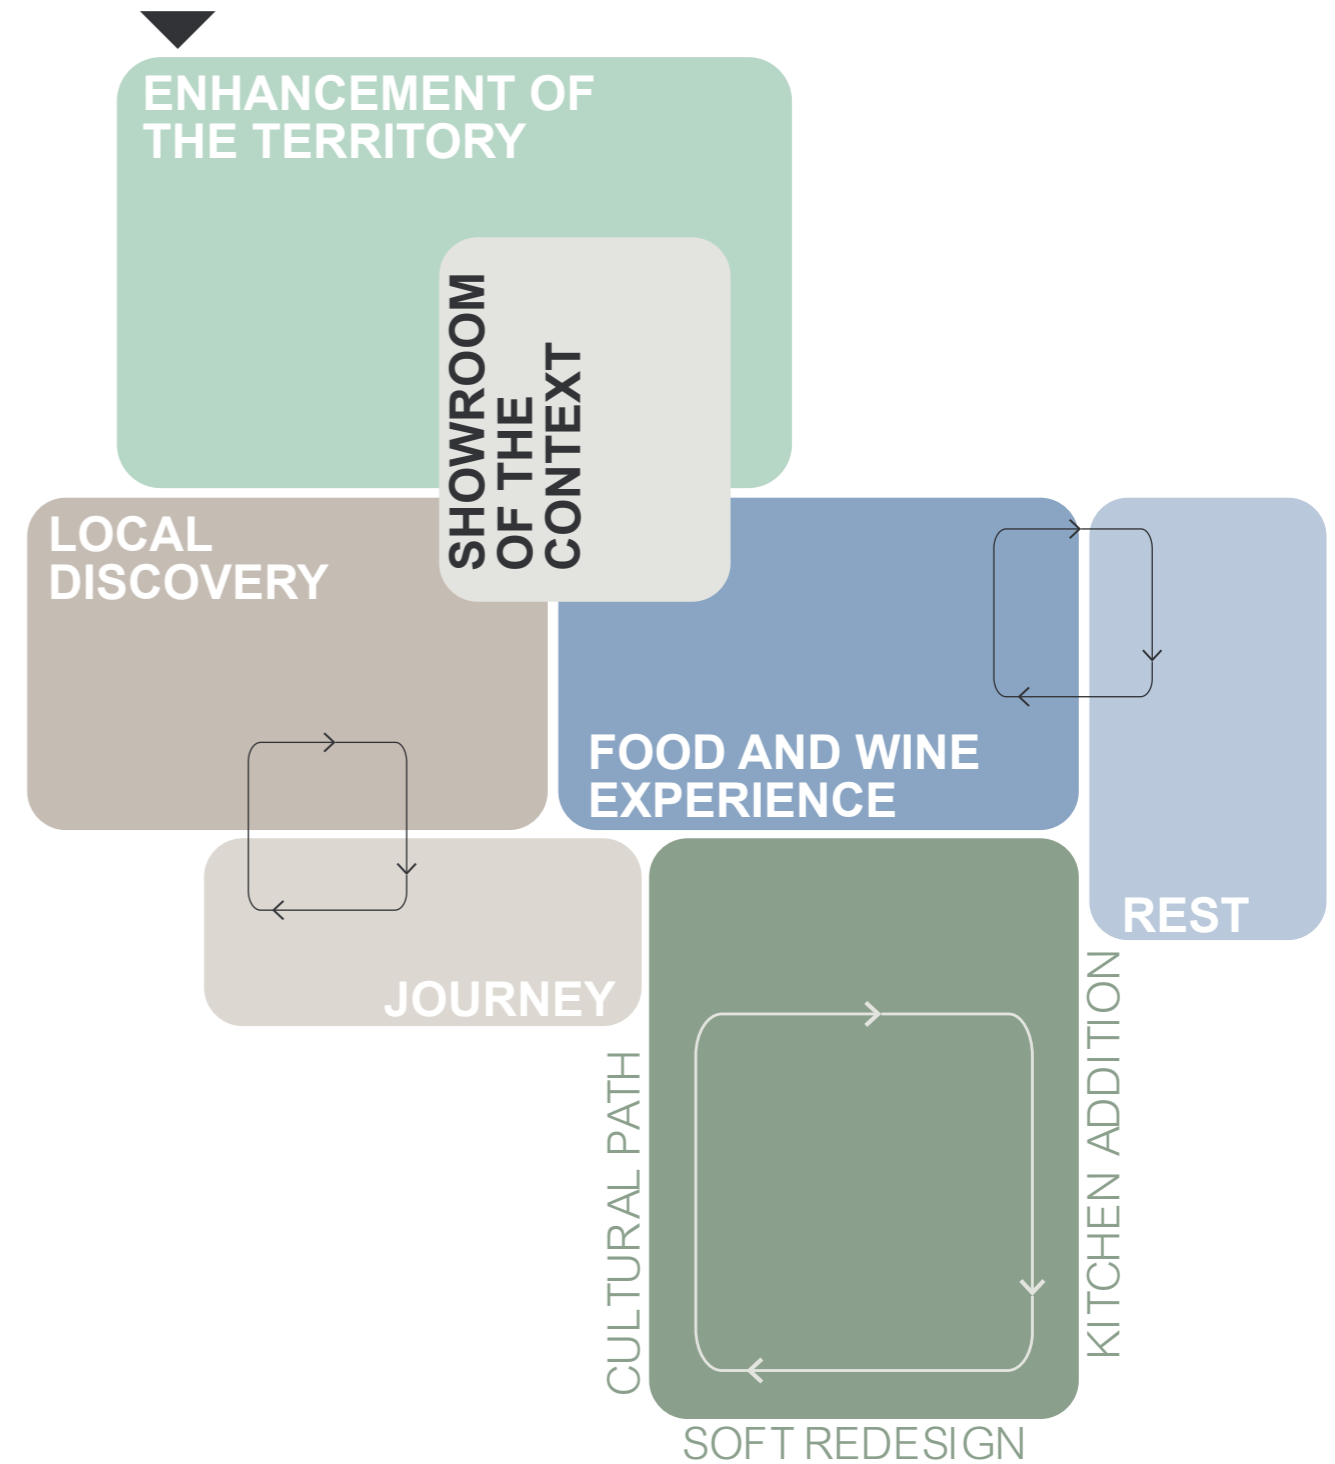 ENHANCEMENT OF
THE TERRITORY
SHOWROOM
OF THE
CONTEXT
LOCAL
DISCOVERY
FOOD AND WINE
EXPERIENCE
REST
JOURNEY
CULTURAL PATH
KITCHEN ADDITION
SOFT REDESIGN